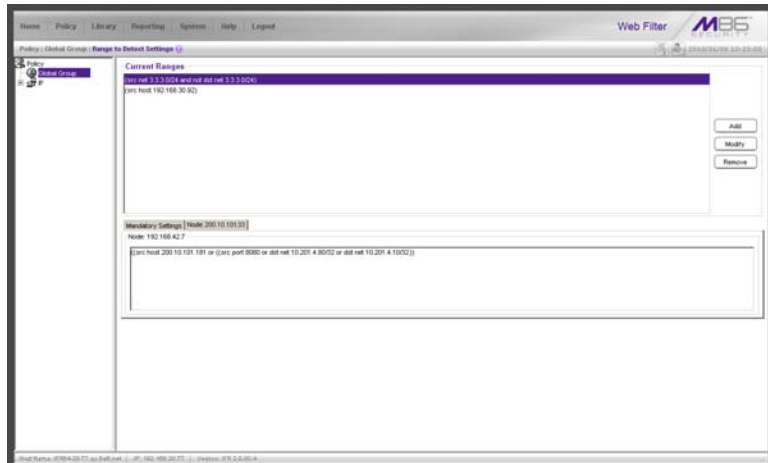 Home Policy Library Reporting System Help Logout
Web Filter
M86 SECURITY
Policy : Global Group : Range to Detect Settings
Policy
Global Group
IP
Current Ranges
(src net 3.3.3.0/24 and not dst net 3.3.3.0/24)
(src host 192.168.30.92)
Add
Modify
Remove
Mandatory Settings Node 200.10.101.33
Node: 192.168.42.7
((src host 200.10.101.191 or ((src port 8080 or dst net 10.201.4.80/32 or dst net 10.201.4.10/32))